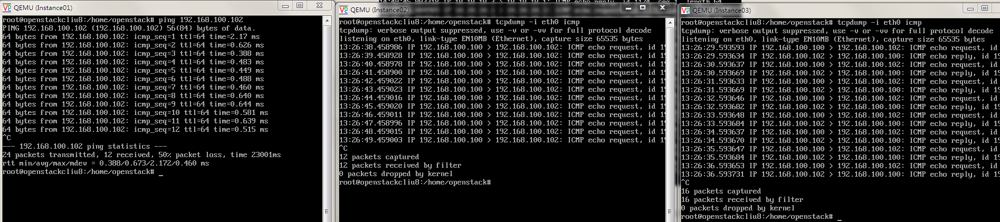 14:48:45.803318 IP 10.10.10.3 > 10.10.10.1: ICMP echo reply, id 1124, seq 1, length 64
QEMU (Instance01)
root@openstackcliu8:/home/openstack# ping 192.168.100.102
PING 192.168.100.102 (192.168.100.102) 56(84) bytes of data.
64 bytes from 192.168.100.102: icmp_seq=1 ttl=64 time=2.17 ms
64 bytes from 192.168.100.102: icmp_seq=2 ttl=64 time=0.626 ms
64 bytes from 192.168.100.102: icmp_seq=3 ttl=64 time=0.388 ms
64 bytes from 192.168.100.102: icmp_seq=4 ttl=64 time=0.483 ms
64 bytes from 192.168.100.102: icmp_seq=5 ttl=64 time=0.449 ms
64 bytes from 192.168.100.102: icmp_seq=6 ttl=64 time=0.488 ms
64 bytes from 192.168.100.102: icmp_seq=7 ttl=64 time=0.460 ms
64 bytes from 192.168.100.102: icmp_seq=8 ttl=64 time=0.640 ms
64 bytes from 192.168.100.102: icmp_seq=9 ttl=64 time=0.644 ms
64 bytes from 192.168.100.102: icmp_seq=10 ttl=64 time=0.581 ms
64 bytes from 192.168.100.102: icmp_seq=11 ttl=64 time=0.639 ms
64 bytes from 192.168.100.102: icmp_seq=12 ttl=64 time=0.515 ms
^C
--- 192.168.100.102 ping statistics ---
24 packets transmitted, 12 received, 50% packet loss, time 23001ms
rtt min/avg/max/mdev = 0.388/0.673/2.172/0.460 ms
root@openstackcliu8:/home/openstack# _
QEMU (Instance02)
root@openstackcliu8:/home/openstack# tcpdump -i eth0 icmp
tcpdump: verbose output suppressed, use -v or -vv for full protocol decode
listening on eth0, link-type EN10MB (Ethernet), capture size 65535 bytes
13:26:38.458986 IP 192.168.100.100 > 192.168.100.102: ICMP echo request, id 19
13:26:39.458928 IP 192.168.100.100 > 192.168.100.102: ICMP echo request, id 19
13:26:40.458978 IP 192.168.100.100 > 192.168.100.102: ICMP echo request, id 19
13:26:41.458900 IP 192.168.100.100 > 192.168.100.102: ICMP echo request, id 19
13:26:42.459022 IP 192.168.100.100 > 192.168.100.102: ICMP echo request, id 19
13:26:43.459023 IP 192.168.100.100 > 192.168.100.102: ICMP echo request, id 19
13:26:44.459016 IP 192.168.100.100 > 192.168.100.102: ICMP echo request, id 19
13:26:45.459020 IP 192.168.100.100 > 192.168.100.102: ICMP echo request, id 19
13:26:46.459011 IP 192.168.100.100 > 192.168.100.102: ICMP echo request, id 19
13:26:47.458996 IP 192.168.100.100 > 192.168.100.102: ICMP echo request, id 19
13:26:48.459015 IP 192.168.100.100 > 192.168.100.102: ICMP echo request, id 19
13:26:49.459003 IP 192.168.100.100 > 192.168.100.102: ICMP echo request, id 19
^C
12 packets captured
12 packets received by filter
0 packets dropped by kernel
root@openstackcliu8:/home/openstack#
QEMU (Instance03)
root@openstackcliu8:/home/openstack# tcpdump -i eth0 icmp
tcpdump: verbose output suppressed, use -v or -vv for full protocol decode
listening on eth0, link-type EN10MB (Ethernet), capture size 65535 bytes
13:26:29.593593 IP 192.168.100.100 > 192.168.100.102: ICMP echo request, id
13:26:29.593634 IP 192.168.100.102 > 192.168.100.100: ICMP echo reply, id 19
13:26:30.593637 IP 192.168.100.100 > 192.168.100.102: ICMP echo request, id
13:26:30.593669 IP 192.168.100.102 > 192.168.100.100: ICMP echo reply, id 19
13:26:31.593633 IP 192.168.100.100 > 192.168.100.102: ICMP echo request, id
13:26:31.593669 IP 192.168.100.102 > 192.168.100.100: ICMP echo reply, id 19
13:26:32.593646 IP 192.168.100.100 > 192.168.100.102: ICMP echo request, id
13:26:32.593682 IP 192.168.100.102 > 192.168.100.100: ICMP echo reply, id 19
13:26:33.593648 IP 192.168.100.100 > 192.168.100.102: ICMP echo request, id
13:26:33.593684 IP 192.168.100.102 > 192.168.100.100: ICMP echo reply, id 19
13:26:34.593637 IP 192.168.100.100 > 192.168.100.102: ICMP echo request, id
13:26:34.593670 IP 192.168.100.102 > 192.168.100.100: ICMP echo reply, id 19
13:26:35.593647 IP 192.168.100.100 > 192.168.100.102: ICMP echo request, id
13:26:35.593684 IP 192.168.100.102 > 192.168.100.100: ICMP echo reply, id 19
13:26:36.593653 IP 192.168.100.100 > 192.168.100.102: ICMP echo request, id
13:26:36.593731 IP 192.168.100.102 > 192.168.100.100: ICMP echo reply, id 19
^C
16 packets captured
16 packets received by filter
0 packets dropped by kernel
root@openstackcliu8:/home/openstack# _